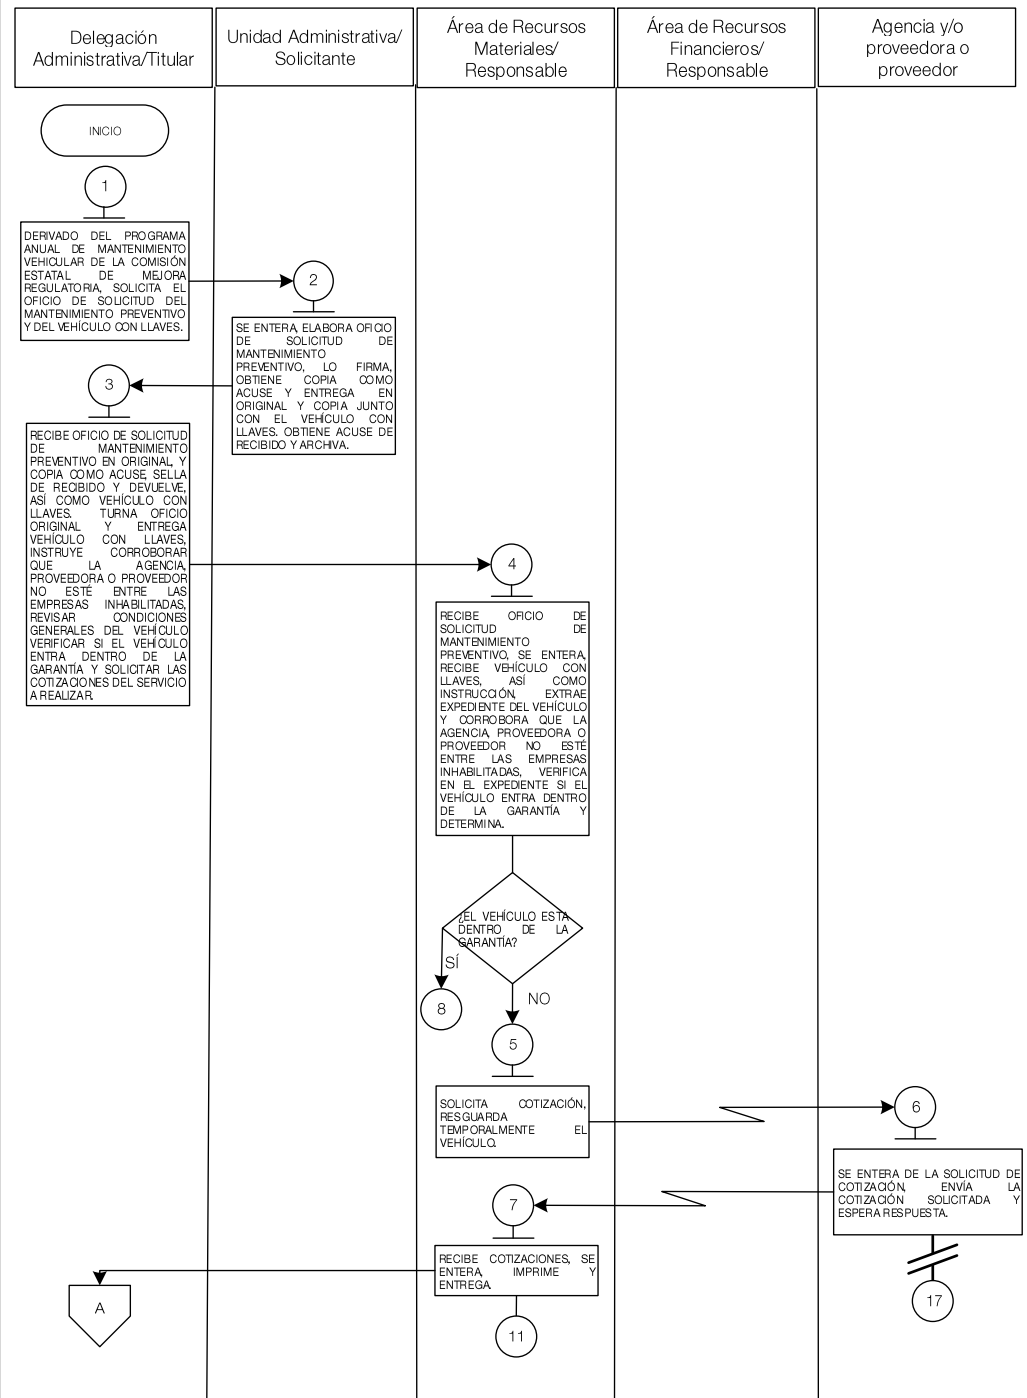 Delegación
Administrativa/Titular
Unidad Administrativa/
Solicitante
Área de Recursos
Materiales/
Responsable
Área de Recursos
Financieros/
Responsable
Agencia y/o
proveedora o
proveedor
INICIO
1
DERIVADO DEL PROGRAMA
ANUAL DE MANTENIMIENTO
VEHICULAR DE LA COMISIÓN
ESTATAL DE MEJORA
REGULATORIA, SOLICITA EL
OFICIO DE SOLICITUD DEL
MANTENIMIENTO PREVENTIVO
Y DEL VEHÍCULO CON LLAVES.
2
SE ENTERA, ELABORA OFICIO
DE SOLICITUD DE
MANTENIMIENTO
PREVENTIVO, LO FIRMA,
OBTIENE COPIA COMO
ACUSE Y ENTREGA EN
ORIGINAL Y COPIA JUNTO
CON EL VEHÍCULO CON
LLAVES. OBTIENE ACUSE DE
RECIBIDO Y ARCHIVA.
3
RECIBE OFICIO DE SOLICITUD
DE MANTENIMIENTO
PREVENTIVO EN ORIGINAL, Y
COPIA COMO ACUSE, SELLA
DE RECIBIDO Y DEVUELVE,
ASÍ COMO VEHÍCULO CON
LLAVES. TURNA OFICIO
ORIGINAL Y ENTREGA
VEHÍCULO CON LLAVES,
INSTRUYE CORROBORAR
QUE LA AGENCIA,
PROVEEDORA O PROVEEDOR
NO ESTÉ ENTRE LAS
EMPRESAS INHABILITADAS,
REVISAR CONDICIONES
GENERALES DEL VEHÍCULO
VERIFICAR SI EL VEHÍCULO
ENTRA DENTRO DE LA
GARANTÍA Y SOLICITAR LAS
COTIZACIONES DEL SERVICIO
A REALIZAR.
4
RECIBE OFICIO DE
SOLICITUD DE
MANTENIMIENTO
PREVENTIVO, SE ENTERA,
RECIBE VEHÍCULO CON
LLAVES, ASÍ COMO
INSTRUCCIÓN, EXTRAE
EXPEDIENTE DEL VEHÍCULO
Y CORROBORA QUE LA
AGENCIA, PROVEEDORA O
PROVEEDOR NO ESTÉ
ENTRE LAS EMPRESAS
INHABILITADAS, VERIFICA
EN EL EXPEDIENTE SI EL
VEHÍCULO ENTRA DENTRO
DE LA GARANTÍA Y
DETERMINA.
¿EL VEHÍCULO ESTA
DENTRO DE LA
GARANTÍA?
SÍ
8
NO
5
SOLICITA COTIZACIÓN,
RESGUARDA
TEMPORALMENTE EL
VEHÍCULO.
6
SE ENTERA DE LA SOLICITUD DE
COTIZACIÓN, ENVÍA LA
COTIZACIÓN SOLICITADA Y
ESPERA RESPUESTA.
17
7
RECIBE COTIZACIONES, SE
ENTERA, IMPRIME Y
ENTREGA.
11
A